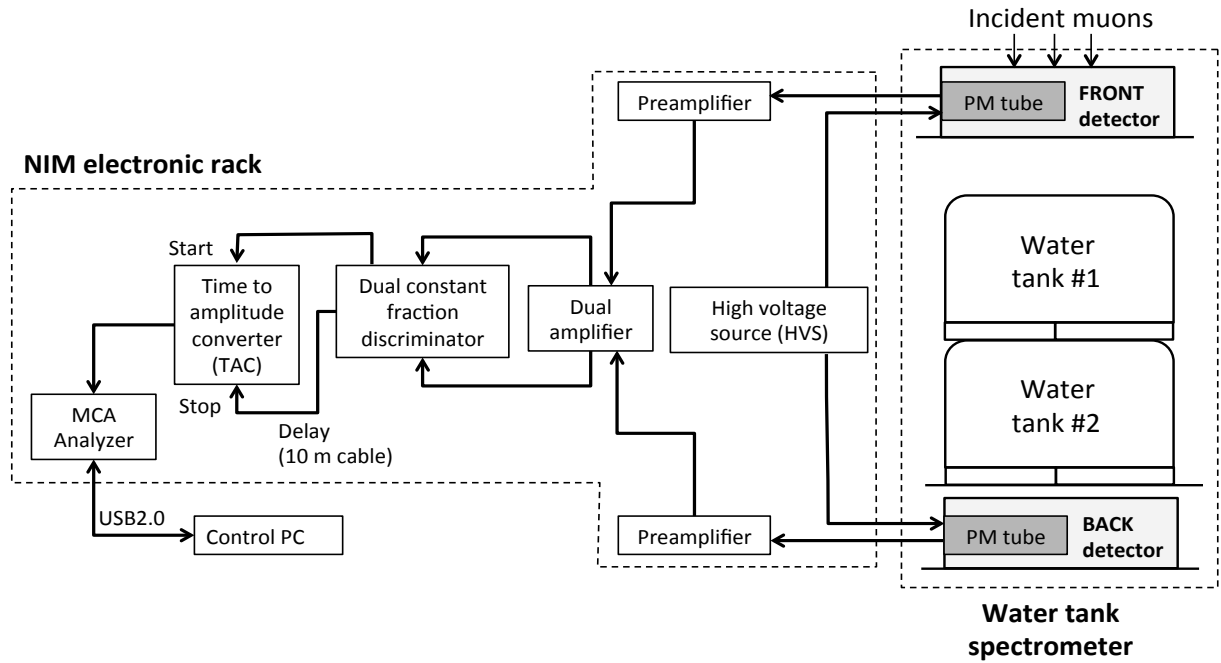 Incident muons
Preamplifier
PM tube
FRONT
detector
NIM electronic rack
Start
Time to
amplitude
converter
(TAC)
Dual constant
fraction
discriminator
Dual
amplifier
High voltage
source (HVS)
Water
tank #1
Stop
Delay
(10 m cable)
MCA
Analyzer
Water
tank #2
USB2.0
Control PC
Preamplifier
PM tube
BACK
detector
Water tank
spectrometer